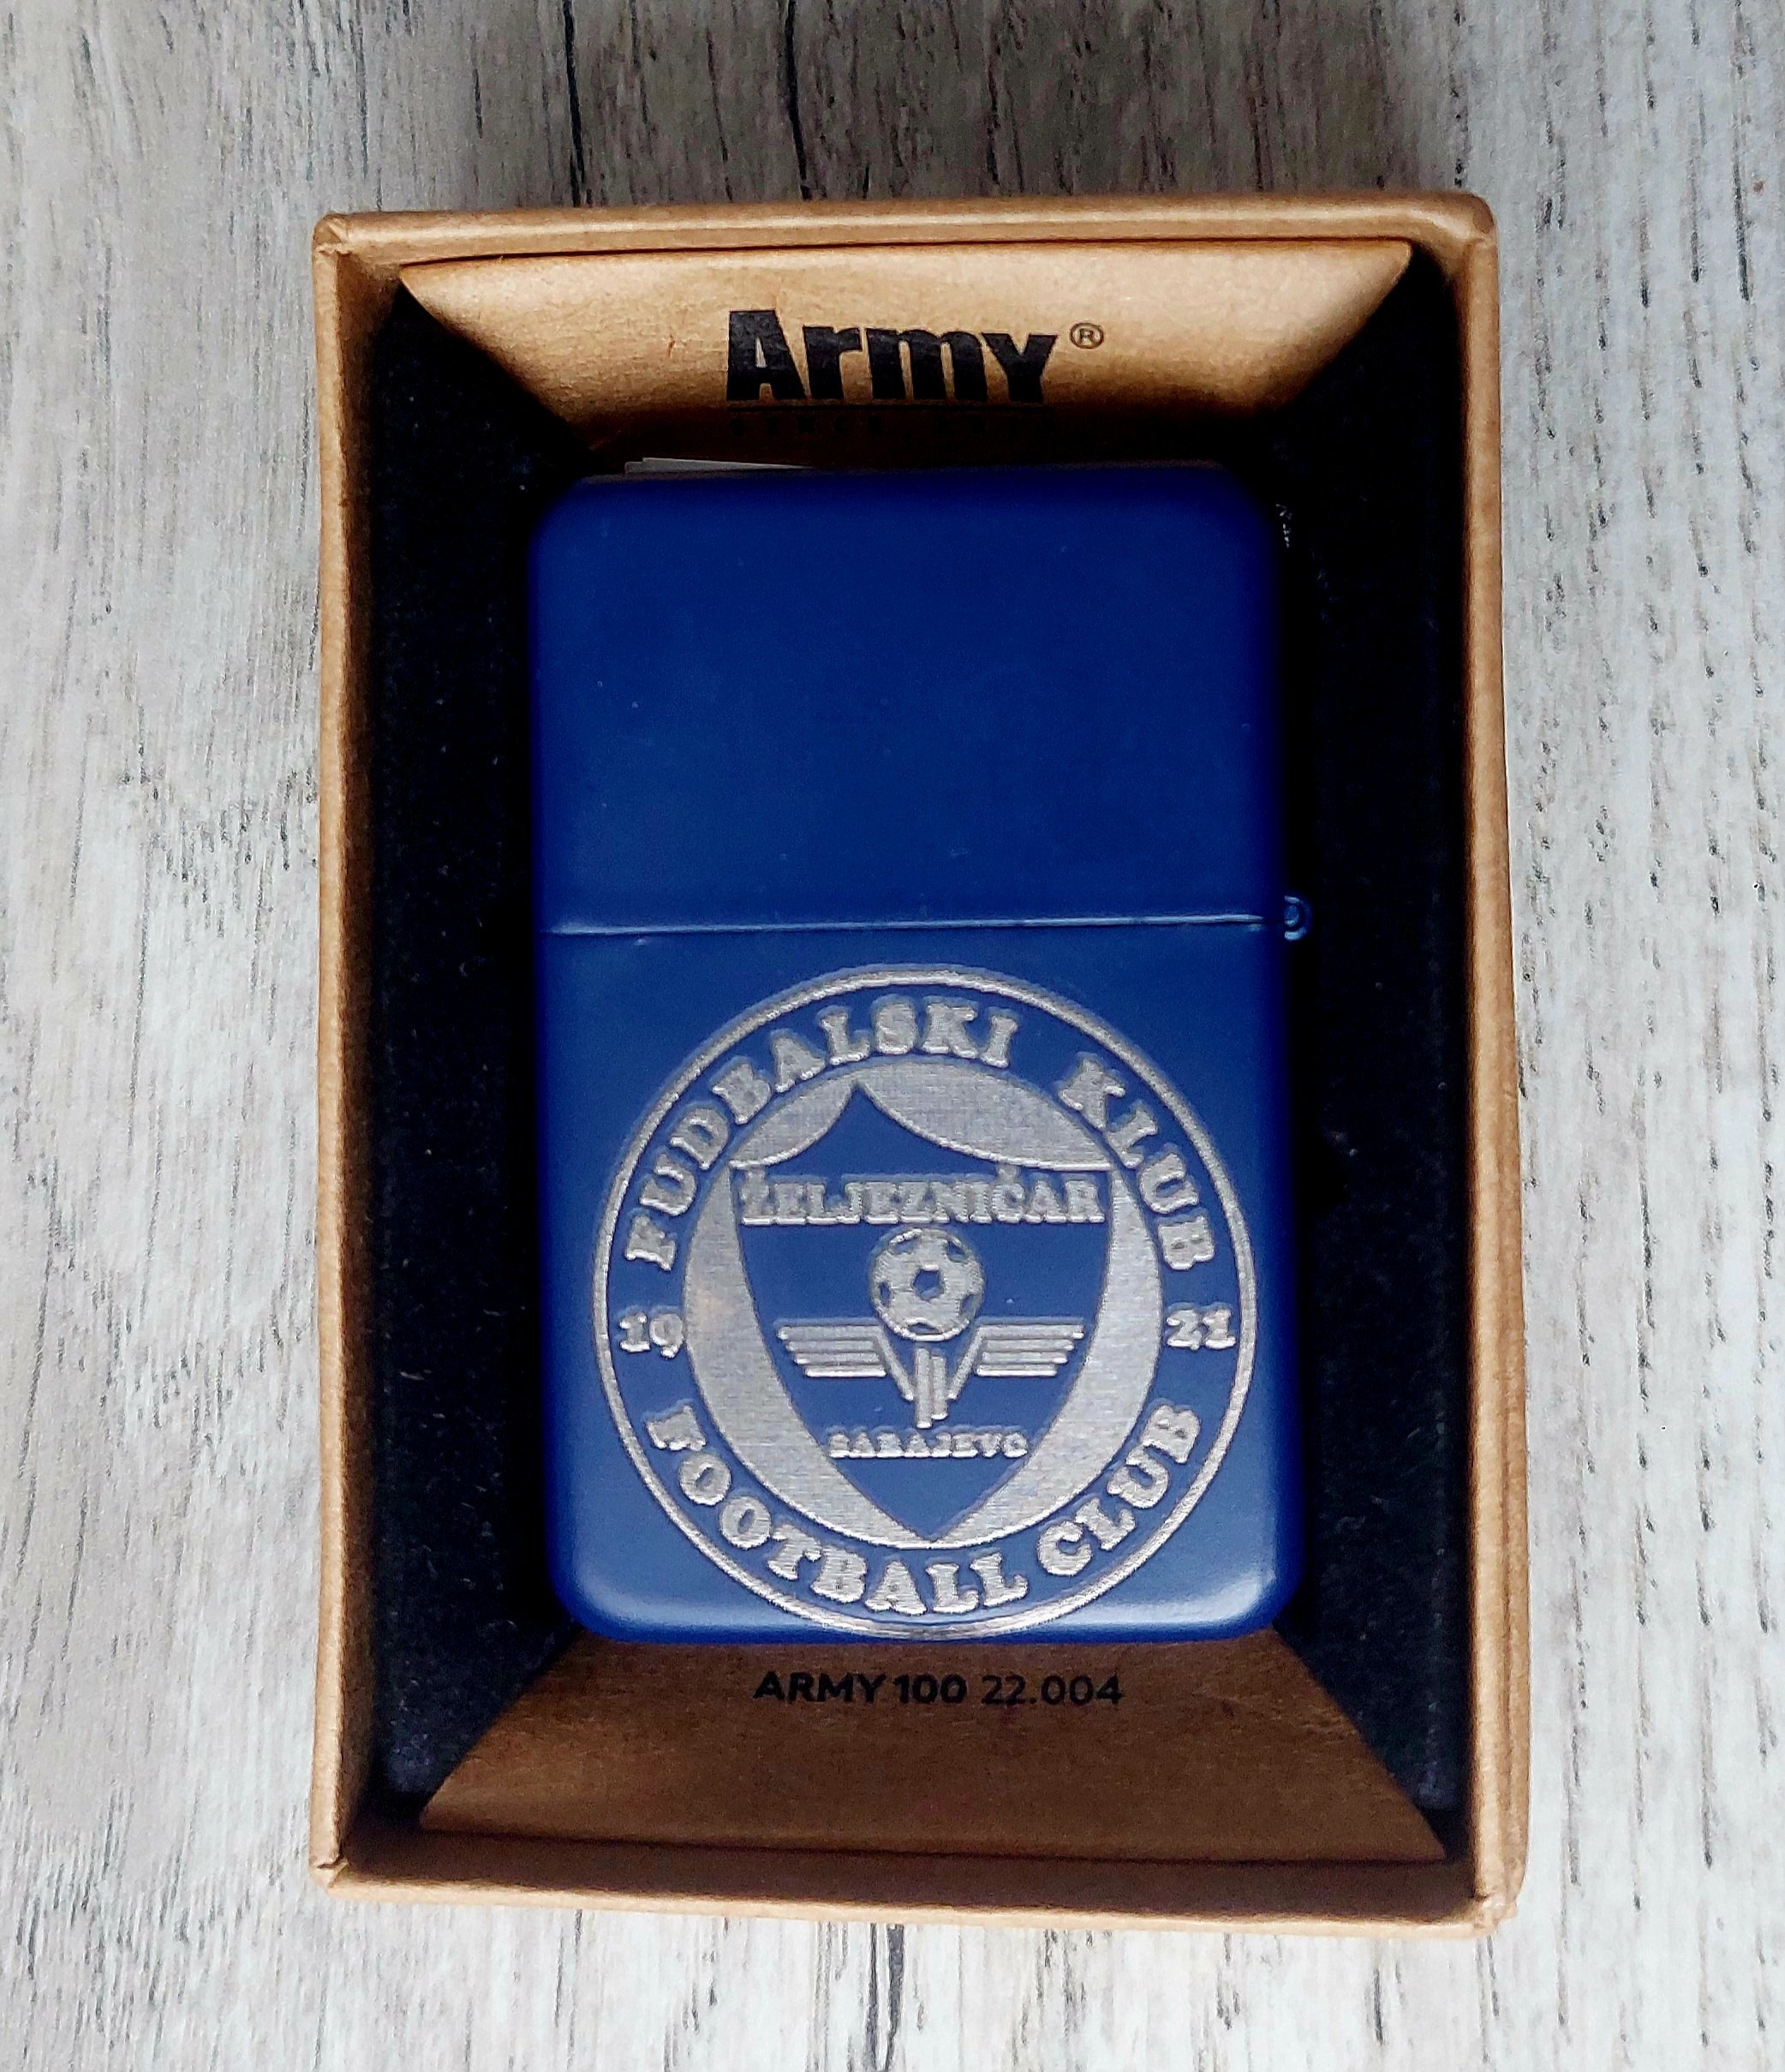 Army®
FUDBALSKI KLUB
ŽELJEZNIČAR
19 21
SARAJEVO
FOOTBALL CLUB
ARMY 100 22.004